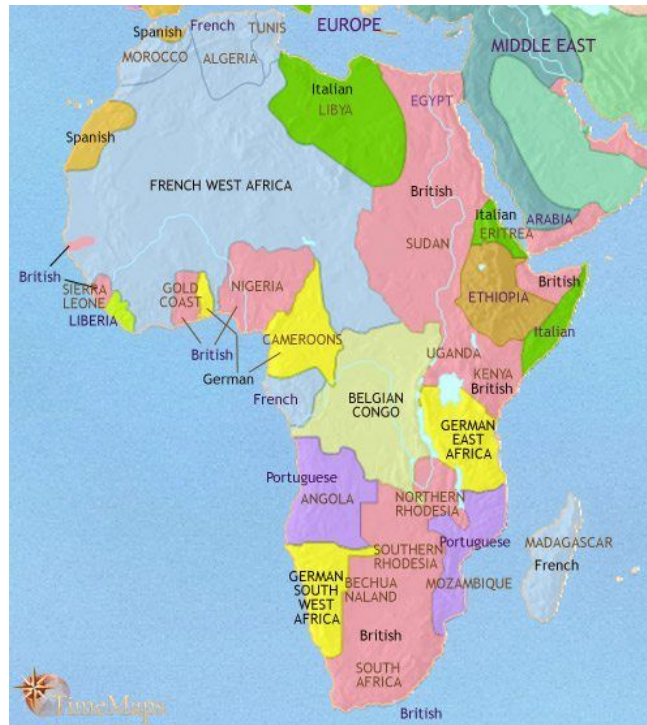 EUROPE
Spanish
French
TUNIS
MOROCCO
ALGERIA
MIDDLE EAST
Italian
LIBYA
EGYPT
Spanish
FRENCH WEST AFRICA
British
SUDAN
Italian
ERITREA
ARABIA
British
SIERRA
LEONE
LIBERIA
GOLD
COAST
NIGERIA
British
German
CAMEROONS
ETHIOPIA
British
Italian
UGANDA
KENYA
British
French
BELGIAN
CONGO
GERMAN
EAST
AFRICA
Portuguese
ANGOLA
NORTHERN
RHODESIA
Portuguese
MOZAMBIQUE
MADAGASCAR
French
SOUTHERN
RHODESIA
GERMAN
SOUTH
WEST
AFRICA
BECHUA
NALAND
British
SOUTH
AFRICA
British
TimeMaps